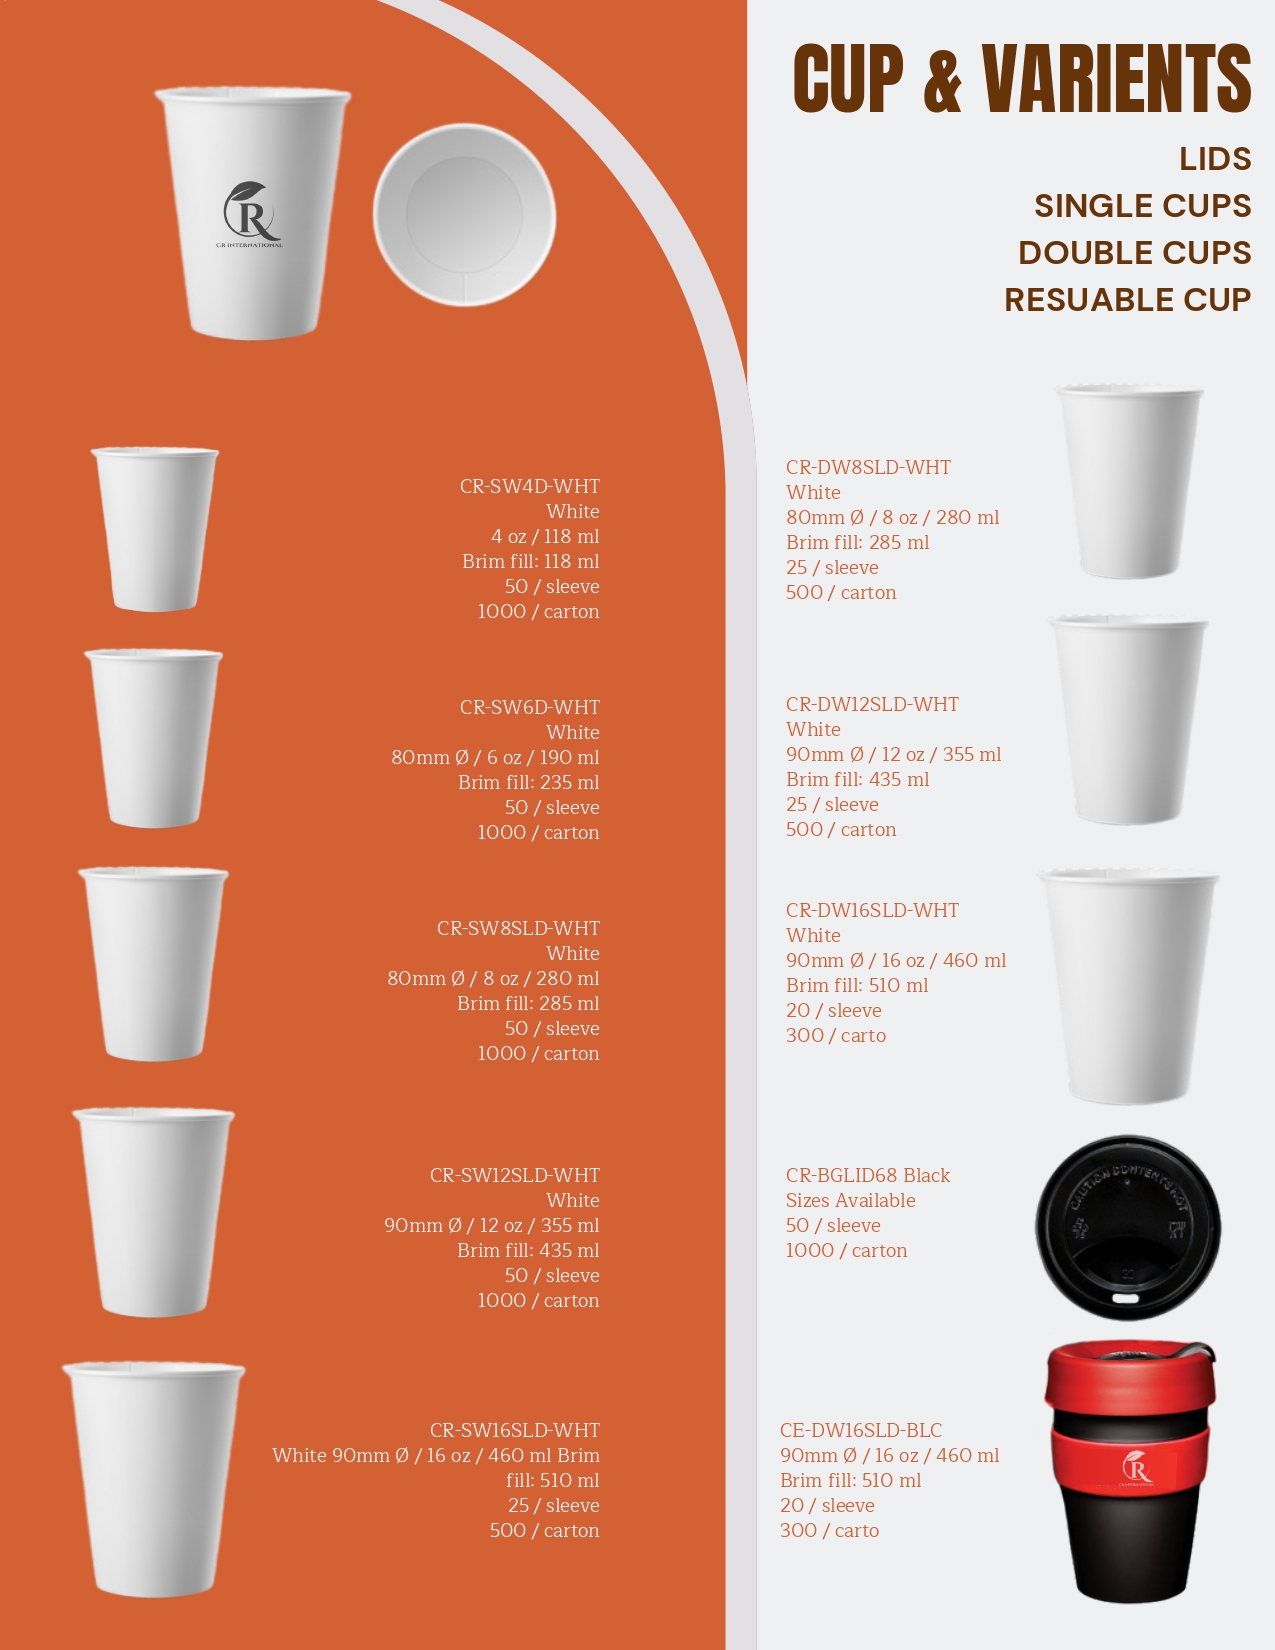 CUP & VARIENTS
LIDS
SINGLE CUPS
DOUBLE CUPS
RESUABLE CUP
R
CR INTERNATIONAL
CR-SW4D-WHT
White
4 oz / 118 ml
Brim fill: 118 ml
50 / sleeve
1000 / carton
CR-SW6D-WHT
White
80mm Ø / 6 oz / 190 ml
Brim fill: 235 ml
50 / sleeve
1000 / carton
CR-SW8SLD-WHT
White
80mm Ø / 8 oz / 280 ml
Brim fill: 285 ml
50 / sleeve
1000 / carton
CR-SW12SLD-WHT
White
90mm Ø / 12 oz / 355 ml
Brim fill: 435 ml
50 / sleeve
1000 / carton
CR-SW16SLD-WHT
White 90mm Ø / 16 oz / 460 ml Brim
fill: 510 ml
25 / sleeve
500 / carton
CR-DW8SLD-WHT
White
80mm Ø / 8 oz / 280 ml
Brim fill: 285 ml
25 / sleeve
500 / carton
CR-DW12SLD-WHT
White
90mm Ø / 12 oz / 355 ml
Brim fill: 435 ml
25 / sleeve
500 / carton
CR-DW16SLD-WHT
White
90mm Ø / 16 oz / 460 ml
Brim fill: 510 ml
20 / sleeve
300 / carto
CR-BGLID68 Black
Sizes Available
50 / sleeve
1000 / carton
CAUTION CONTENTS HOT
CE-DW16SLD-BLC
90mm Ø / 16 oz / 460 ml
Brim fill: 510 ml
20 / sleeve
300 / carto
R
CR INTERNATIONAL